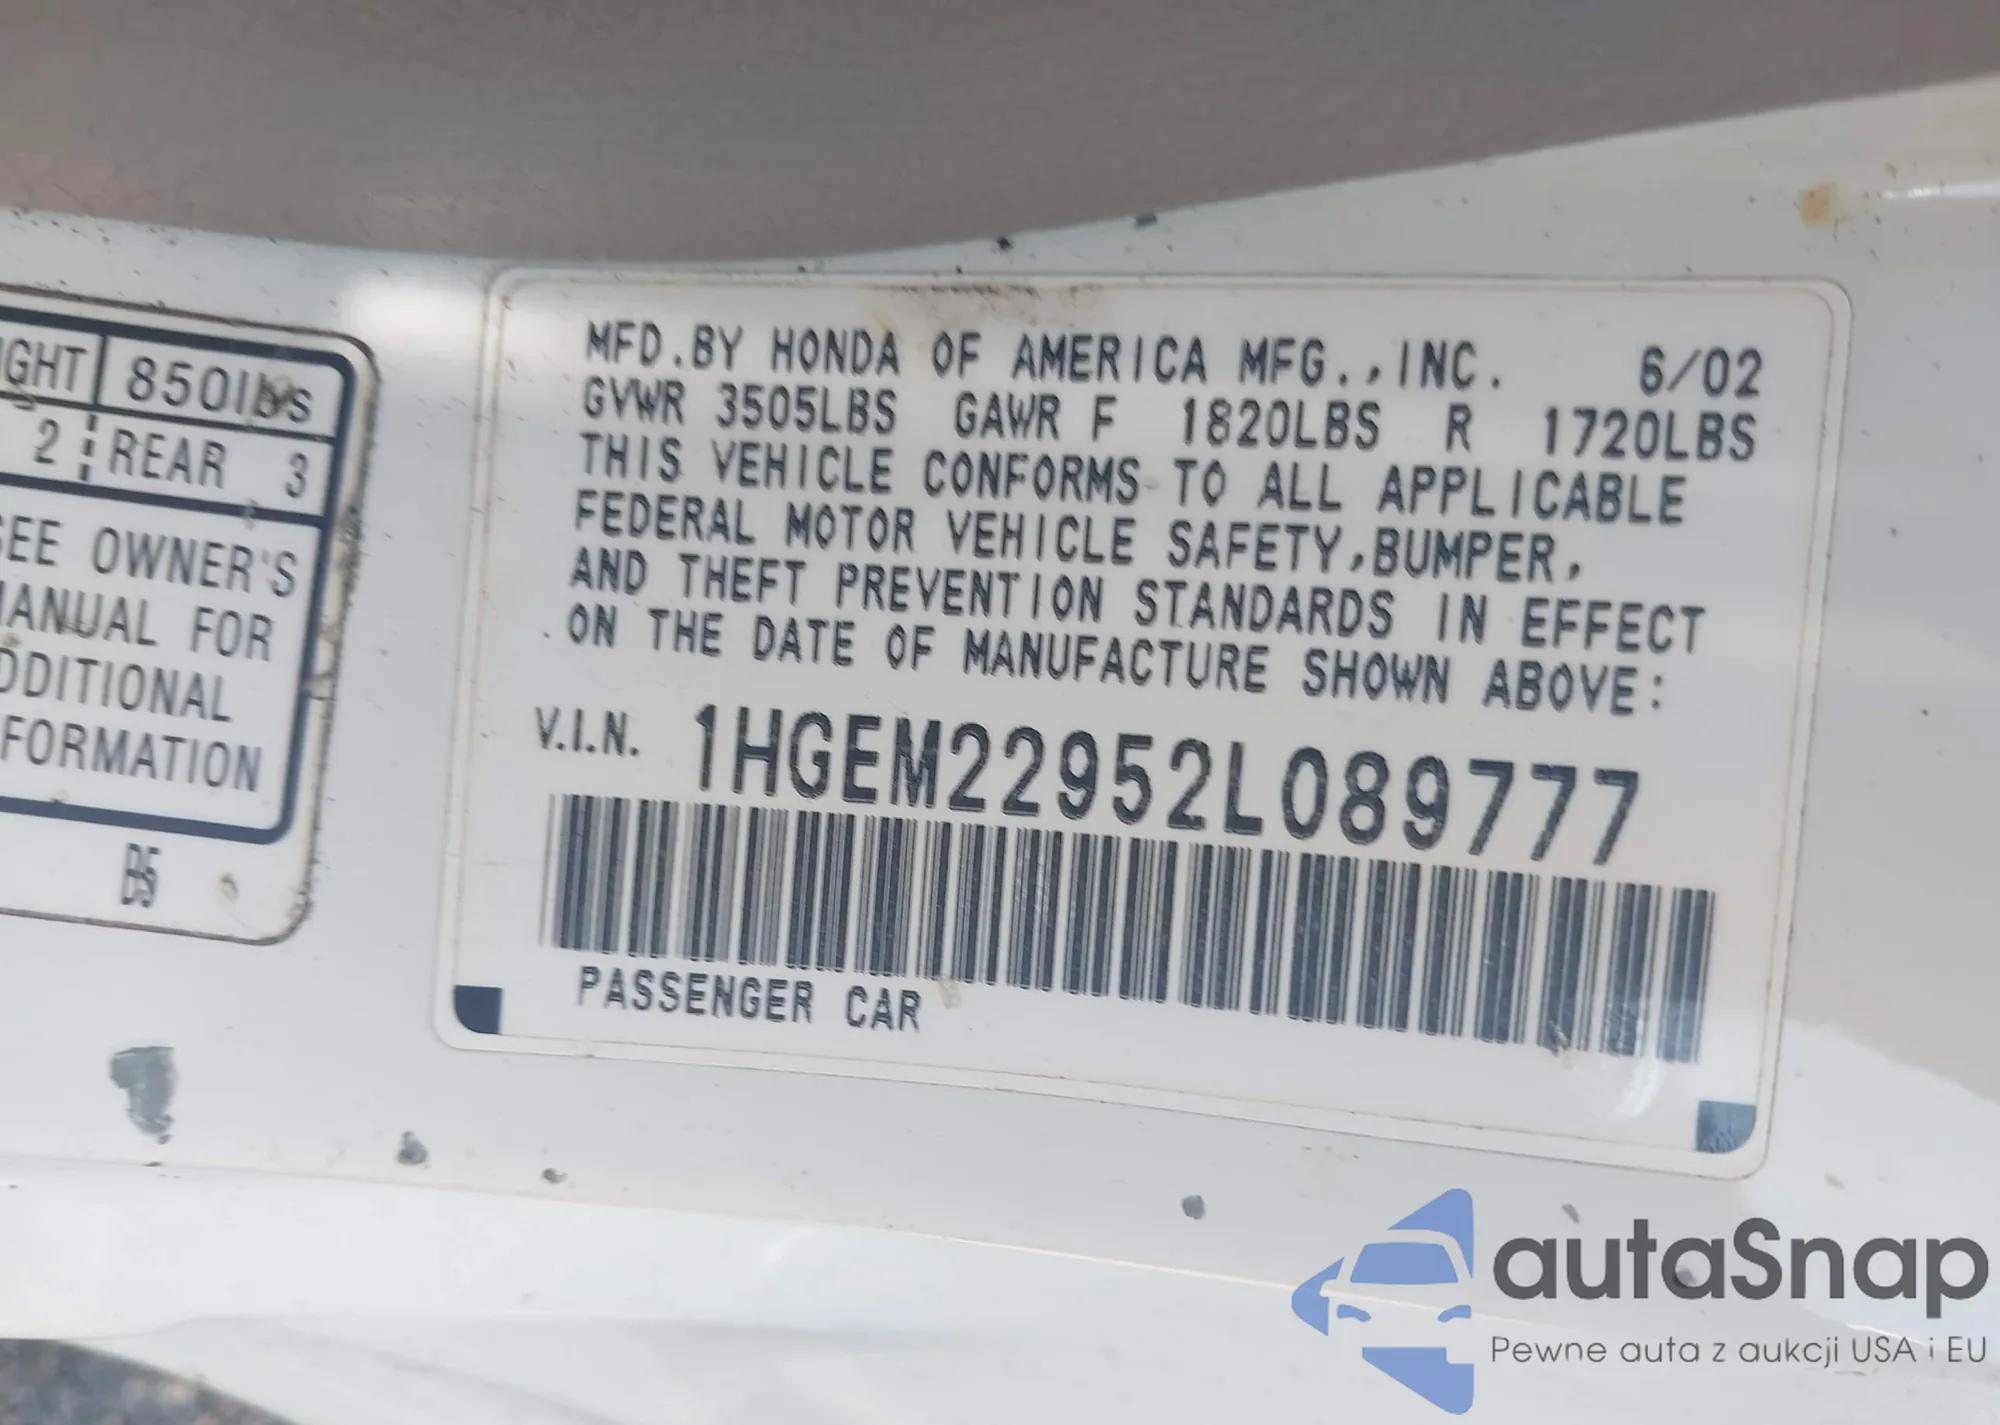 IGHT 850lbs
2 REAR 3
SEE OWNER'S
MANUAL FOR
ADDITIONAL
INFORMATION
B5
MFD.BY HONDA OF AMERICA MFG.,INC. 6/02
GVWR 3505LBS GAWR F 1820LBS R 1720LBS
THIS VEHICLE CONFORMS TO ALL APPLICABLE
FEDERAL MOTOR VEHICLE SAFETY,BUMPER,
AND THEFT PREVENTION STANDARDS IN EFFECT
ON THE DATE OF MANUFACTURE SHOWN ABOVE:
V.I.N. 1HGEM22952L089777
PASSENGER CAR
autaSnap
Pewne auta z aukcji USA i EU